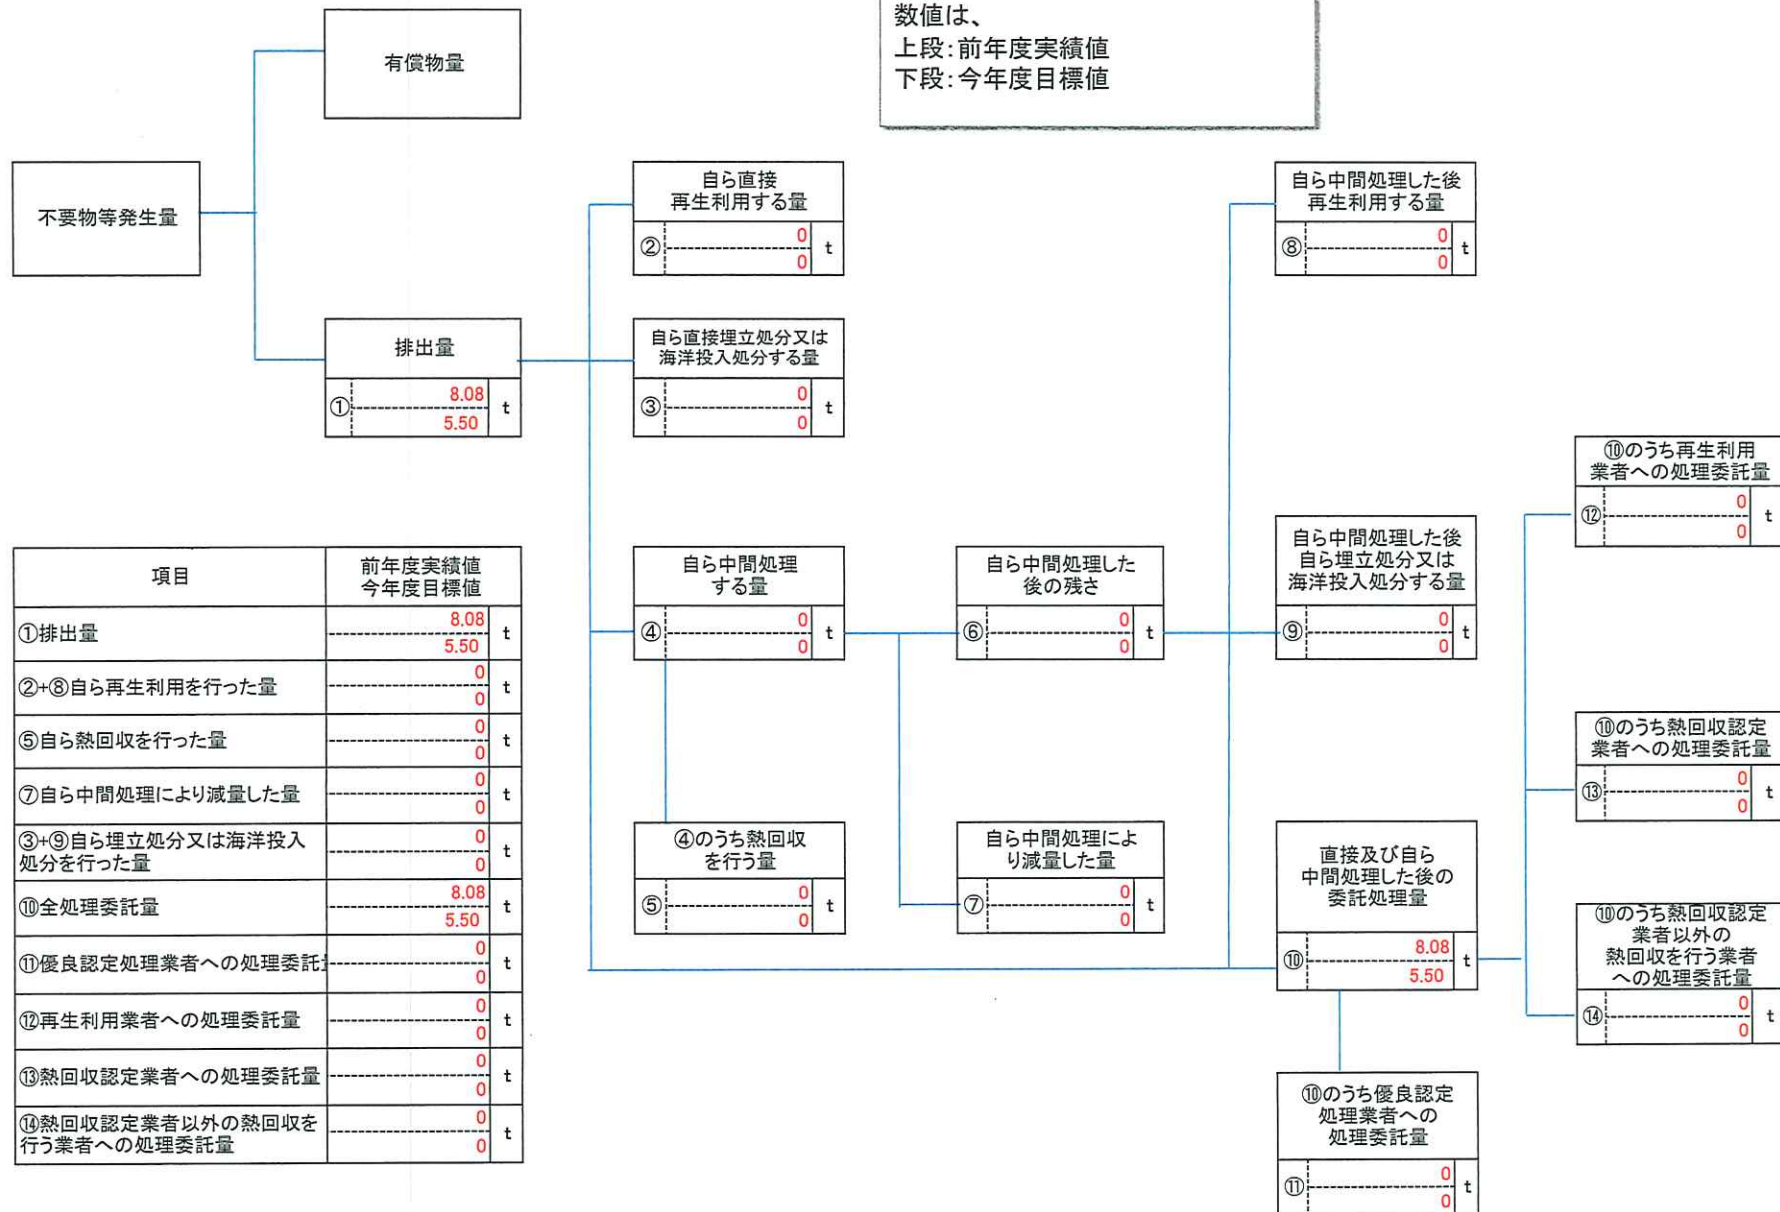 数値は、
上段:前年度実績値
下段:今年度目標値
有償物量
不要物等発生量
排出量
① 8.08 t
5.50
自ら直接
再生利用する量
② 0 t
0
自ら直接埋立処分又は
海洋投入処分する量
③ 0 t
0
自ら中間処理
する量
④ 0 t
0
④のうち熱回収
を行う量
⑤ 0 t
0
自ら中間処理した
後の残さ
⑥ 0 t
0
自ら中間処理によ
り減量した量
⑦ 0 t
0
自ら中間処理した後
再生利用する量
⑧ 0 t
0
自ら中間処理した後
自ら埋立処分又は
海洋投入処分する量
⑨ 0 t
0
直接及び自ら
中間処理した後の
委託処理量
⑩ 8.08 t
5.50
⑩のうち優良認定
処理業者への
処理委託量
⑪ 0 t
0
⑩のうち再生利用
業者への処理委託量
⑫ 0 t
0
⑩のうち熱回収認定
業者への処理委託量
⑬ 0 t
0
⑩のうち熱回収認定
業者以外の
熱回収を行う業者
への処理委託量
⑭ 0 t
0
項目
前年度実績値
今年度目標値
①排出量 8.08 t
5.50
②+⑧自ら再生利用を行った量 0 t
0
⑤自ら熱回収を行った量 0 t
0
⑦自ら中間処理により減量した量 0 t
0
③+⑨自ら埋立処分又は海洋投入
処分を行った量 0 t
0
⑩全処理委託量 8.08 t
5.50
⑪優良認定処理業者への処理委託 0 t
0
⑫再生利用業者への処理委託量 0 t
0
⑬熱回収認定業者への処理委託量 0 t
0
⑭熱回収認定業者以外の熱回収を
行う業者への処理委託量 0 t
0